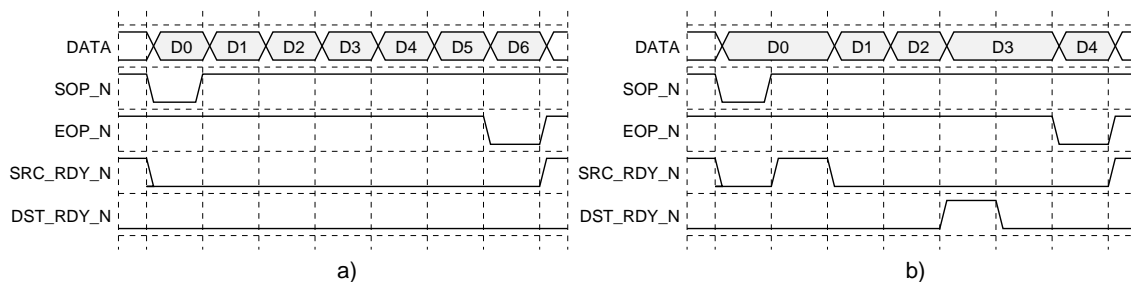 DATA D0 D1 D2 D3 D4 D5 D6
SOP_N
EOP_N
SRC_RDY_N
DST_RDY_N
a)
DATA D0 D1 D2 D3 D4
SOP_N
EOP_N
SRC_RDY_N
DST_RDY_N
b)